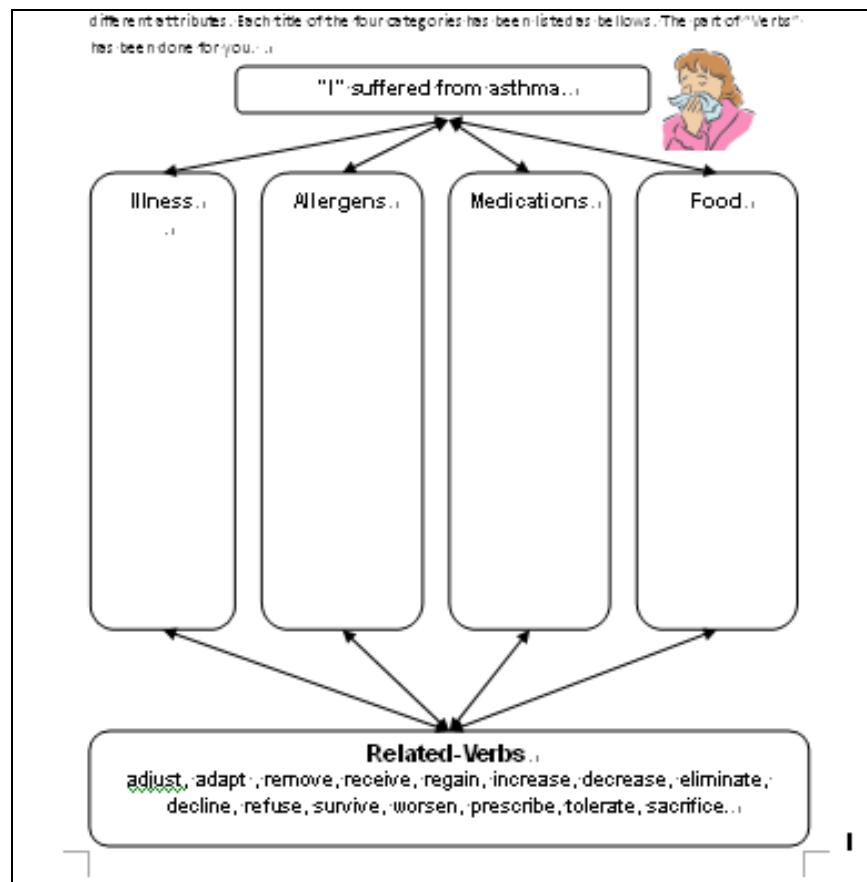 different attributes. Each title of the four categories has been listed as bellows. The part of "Verbs"
has been done for you.
"I" suffered from asthma..
Illness. Allergens. Medications. Food.
Related-Verbs
adjust, adapt , remove, receive, regain, increase, decrease, eliminate,
decline, refuse, survive, worsen, prescribe, tolerate, sacrifice..